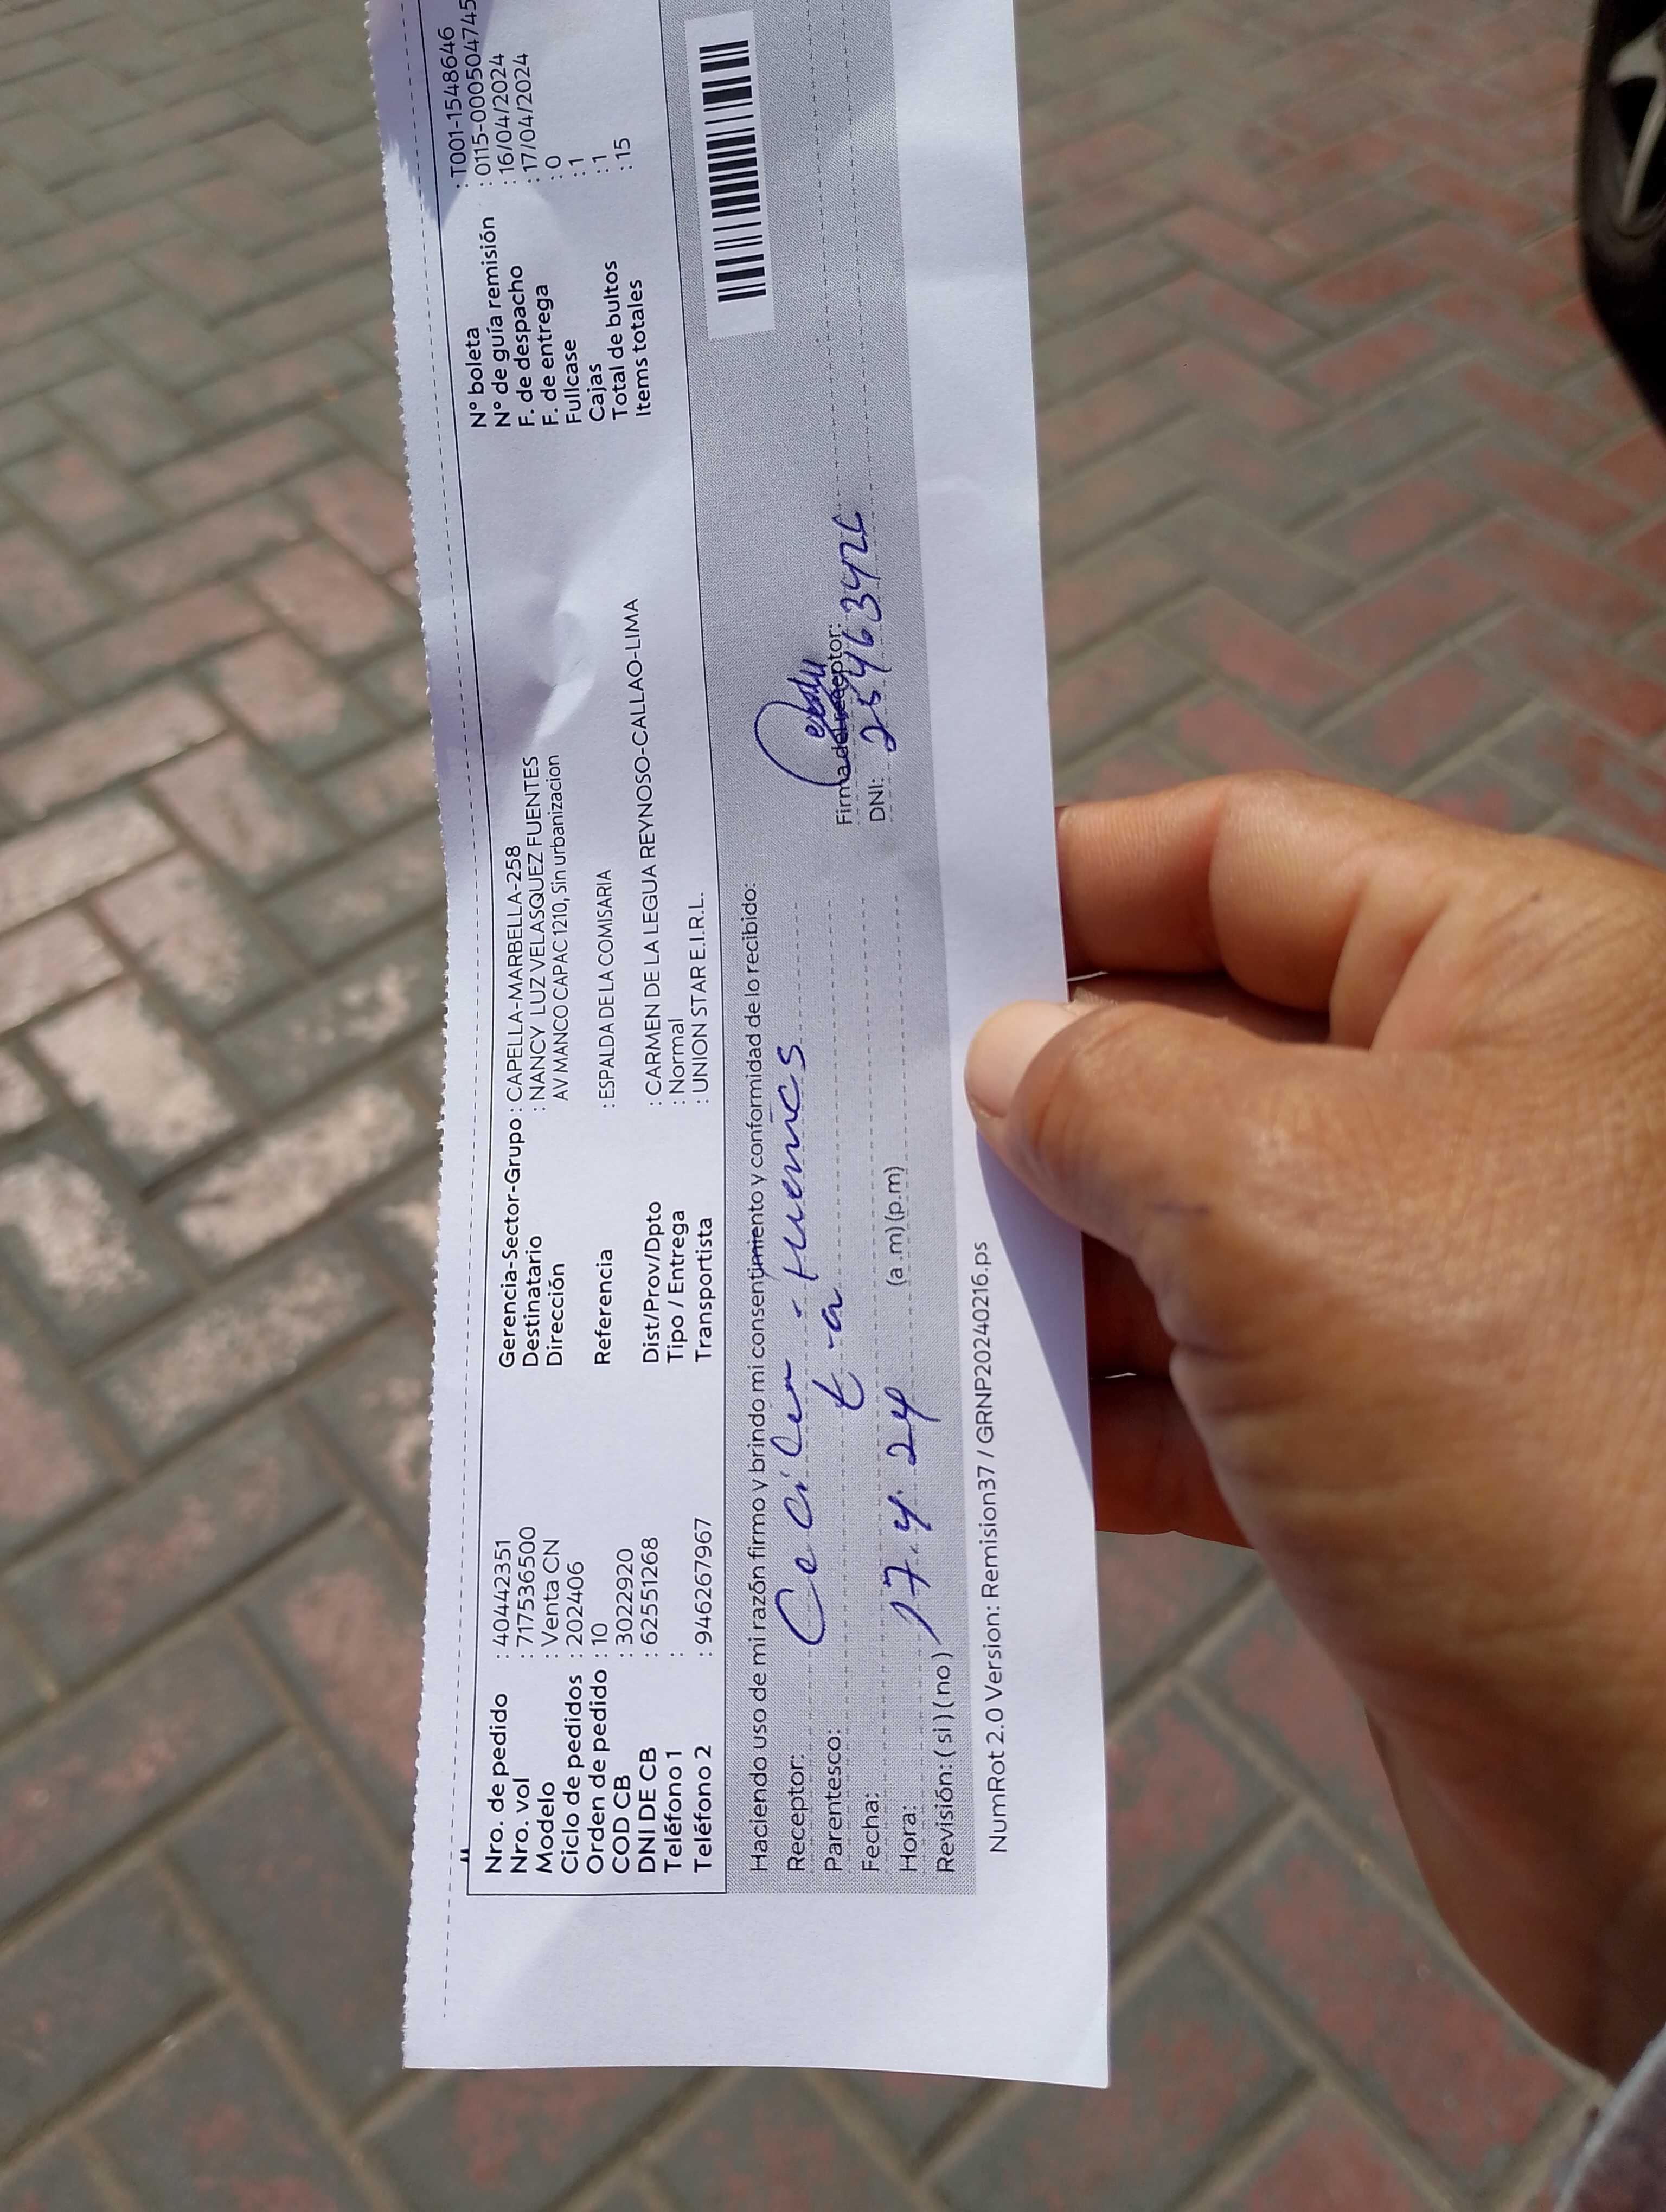 Nro. de pedido : 40442351
Nro. vol : 717536500
Modelo : Venta CN
Ciclo de pedidos : 202406
Orden de pedido : 10
COD CB : 3022920
DNI DE CB : 62551268
Teléfono 1 :
Teléfono 2 : 946267967
Gerencia-Sector-Grupo : CAPELLA-MARBELLA-258
Destinatario : NANCY LUZ VELASQUEZ FUENTES
Dirección AV MANCO CAPAC 1210, Sin urbanizacion
Referencia : ESPALDA DE LA COMISARIA
Dist/Prov/Dpto : CARMEN DE LA LEGUA REYNOSO-CALLAO-LIMA
Tipo / Entrega : Normal
Transportista : UNION STAR E.I.R.L.
N° boleta : T001-1548646
N° de guía remisión : 0115-000504745
F. de despacho : 16/04/2024
F. de entrega : 17/04/2024
Fullcase : 0
Cajas : 1
Total de bultos : 1
Items totales : 15
Haciendo uso de mi razón firmo y brindo mi consentimiento y conformidad de lo recibido:
Receptor:
Parentesco: t-a
Fecha: 17.4.24
Hora: (a.m) (p.m)
Revisión: ( si ) ( no )
Firma del receptor:
DNI:
NumRot 2.0 Version: Remision37 / GRNP20240216.ps